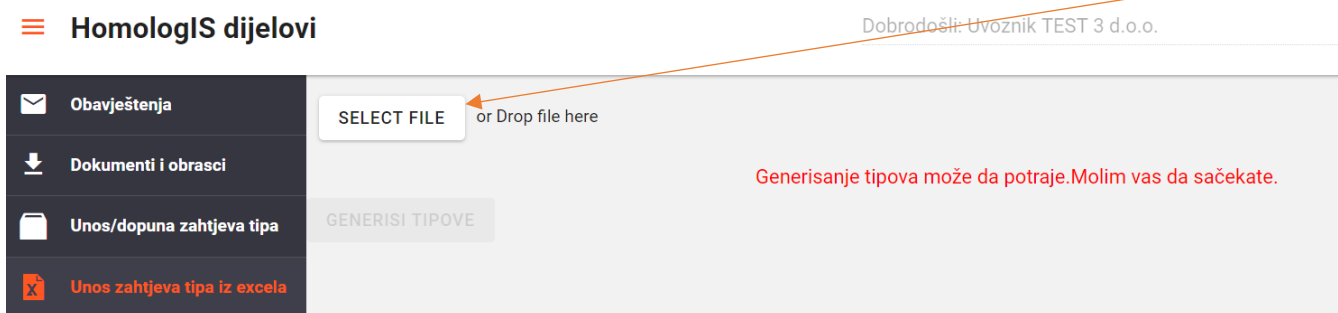 HomologIS dijelovi
Dobrodošli: Uvoznik TEST 3 d.o.o.
Obavještenja
SELECT FILE or Drop file here
Dokumenti i obrasci
Generisanje tipova može da potraje.Molim vas da sačekate.
Unos/dopuna zahtjeva tipa
GENERISI TIPOVE
Unos zahtjeva tipa iz excela